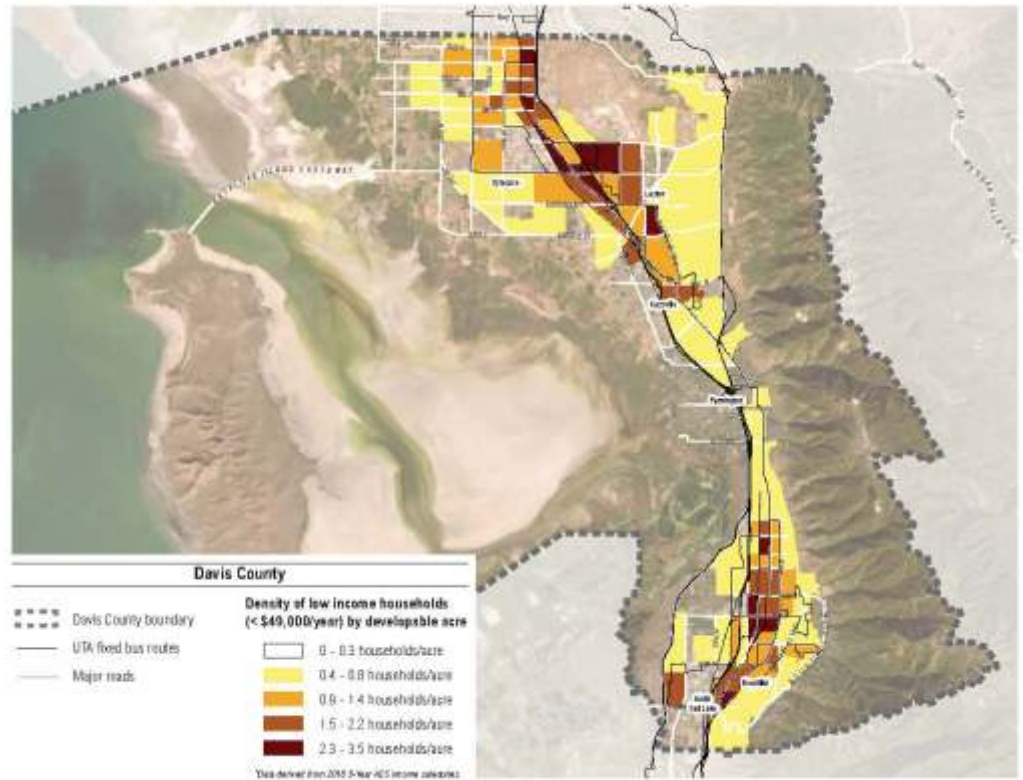 Layton
Syracuse
Kaysville
Farmington
Bountiful
North
Salt Lake
Davis County
Davis County boundary
UTA fixed bus routes
Major roads
Density of low income households
(< $49,000/year) by developable acre
0 - 0.3 households/acre
0.4 - 0.8 households/acre
0.9 - 1.4 households/acre
1.5 - 2.2 households/acre
2.3 - 3.5 households/acre